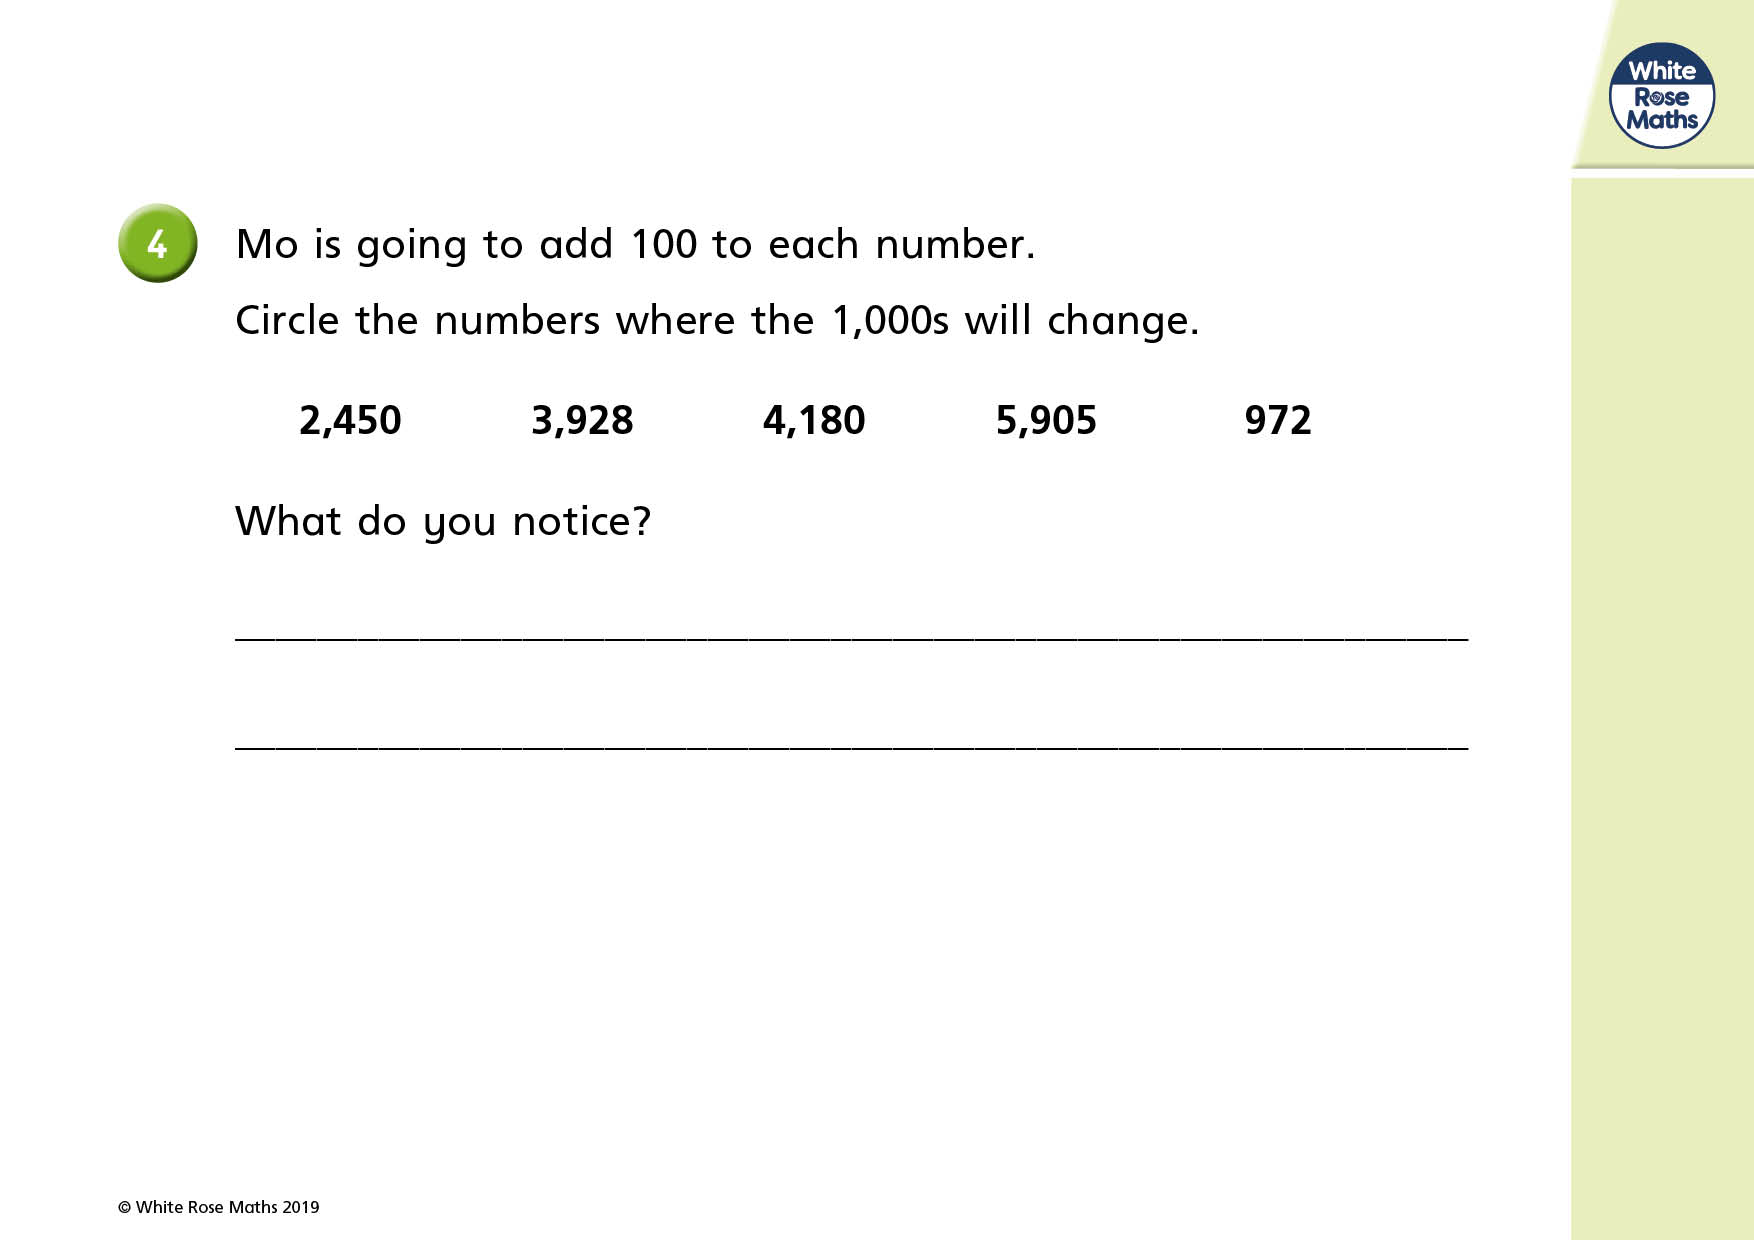 White
Rose
Maths
4 Mo is going to add 100 to each number.
Circle the numbers where the 1,000s will change.
2,450 3,928 4,180 5,905 972
What do you notice?
© White Rose Maths 2019